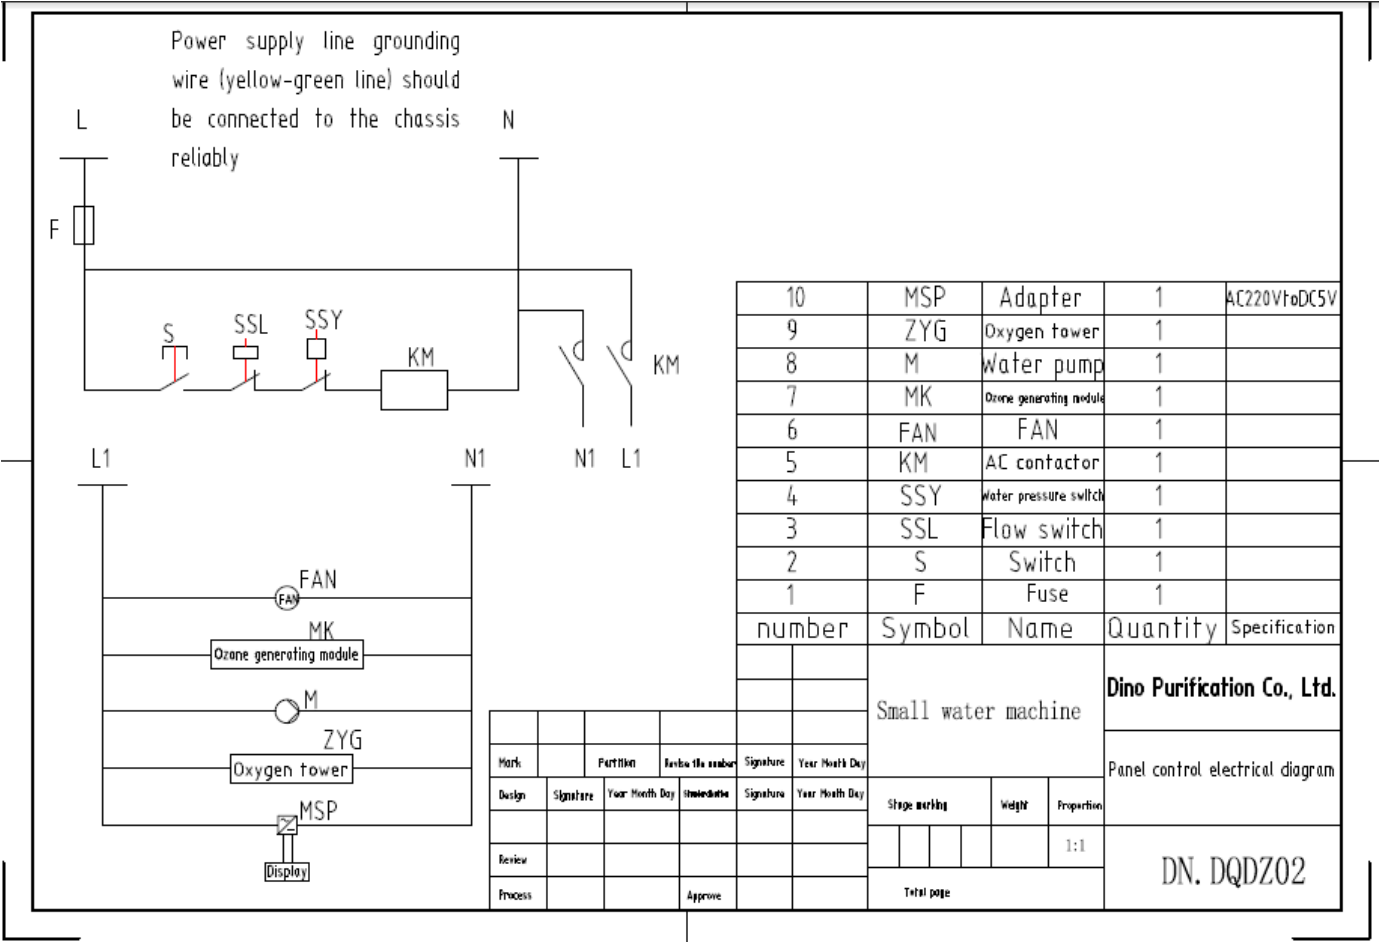 Power supply line grounding
wire (yellow-green line) should
be connected to the chassis
reliably
L
N
F
S
SSL
SSY
KM
KM
L1
N1
N1
L1
FAN
FAN
MK
Ozone generating module
M
ZYG
Oxygen tower
MSP
Display
10 MSP Adapter 1 AC220VtoDC5V
9 ZYG Oxygen tower 1
8 M Water pump 1
7 MK Ozone generating module 1
6 FAN FAN 1
5 KM AC contactor 1
4 SSY Water pressure switch 1
3 SSL Flow switch 1
2 S Switch 1
1 F Fuse 1
number Symbol Name Quantity Specification
Small water machine
Dino Purification Co., Ltd.
Panel control electrical diagram
Mark Partition Revise file number Signature Year Month Day
Design Signature Year Month Day Signature Year Month Day
Stage marking Weight Proportion
1:1
Review
Process Approve
Total page
DN. DQDZ02